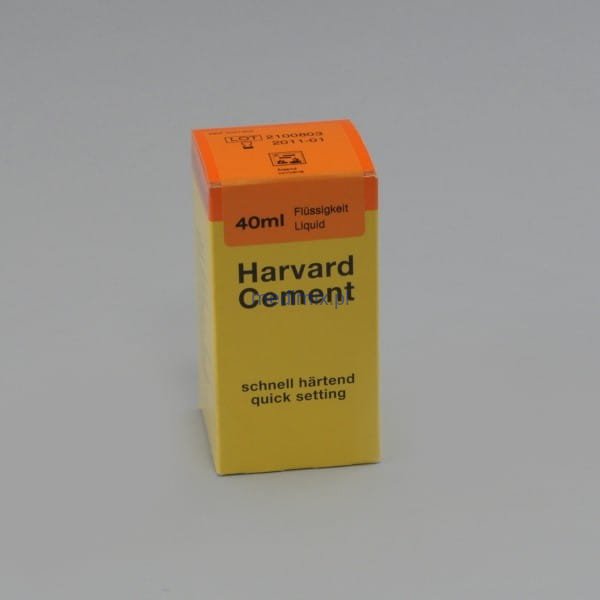 LOT 2100803
2011-01
40ml Flüssigkeit
Liquid
Harvard
Cement
schnell härtend
quick setting